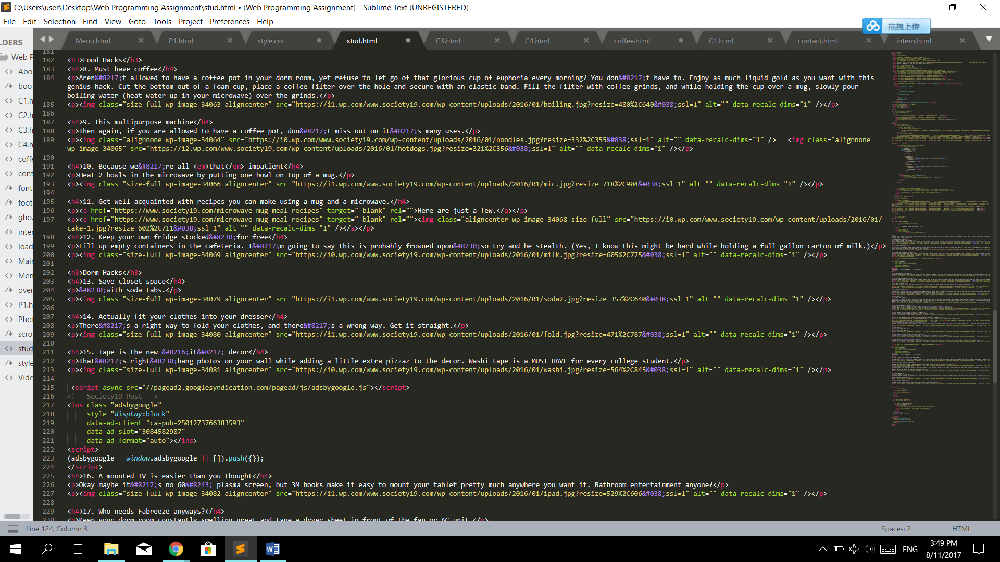 C:\Users\user\Desktop\Web Programming Assignment\stud.html • (Web Programming Assignment) - Sublime Text (UNREGISTERED)
File Edit Selection Find View Goto Tools Project Preferences Help
拖拽上传
LDERS
Menu.html P1.html style.css stud.html C3.html C4.html coffee.html C1.html contact.html intern.html
Web P
Abo
boo
C1.h
C2.h
C3.h
C4.h
coff
cont
font
foot
gho
inter
load
Mai
Men
over
P1.h
Phot
scro
stud
style
Vide
181
182 <h3>Food Hacks</h3>
183 <h4>8. Must have coffee</h4>
184 <p>Aren&#8217;t allowed to have a coffee pot in your dorm room, yet refuse to let go of that glorious cup of euphoria every morning? You don&#8217;t have to. Enjoy as much liquid gold as you want with this
genius hack. Cut the bottom out of a foam cup, place a coffee filter over the hole and secure with an elastic band. Fill the filter with coffee grinds, and while holding the cup over a mug, slowly pour
boiling water (heat water up in your microwave) over the grinds.</p>
185 <p><img class="size-full wp-image-34063 aligncenter" src="https://i1.wp.com/www.society19.com/wp-content/uploads/2016/01/boiling.jpg?resize=480%2C640&#038;ssl=1" alt="" data-recalc-dims="1" /></p>
186
187 <h4>9. This multipurpose machine</h4>
188 <p>Then again, if you are allowed to have a coffee pot, don&#8217;t miss out on it&#8217;s many uses.</p>
189 <p><img class="alignnone wp-image-34064" src="https://i0.wp.com/www.society19.com/wp-content/uploads/2016/01/noodles.jpg?resize=332%2C355&#038;ssl=1" alt="" data-recalc-dims="1" />   <img class="alignnone
wp-image-34065" src="https://i2.wp.com/www.society19.com/wp-content/uploads/2016/01/hotdogs.jpg?resize=321%2C356&#038;ssl=1" alt="" data-recalc-dims="1" /></p>
190
191 <h4>10. Because we&#8217;re all <em>that</em> impatient</h4>
192 <p>Heat 2 bowls in the microwave by putting one bowl on top of a mug.</p>
193 <p><img class="size-full wp-image-34066 aligncenter" src="https://i1.wp.com/www.society19.com/wp-content/uploads/2016/01/mic.jpg?resize=718%2C904&#038;ssl=1" alt="" data-recalc-dims="1" /></p>
194
195 <h4>11. Get well acquainted with recipes you can make using a mug and a microwave.</h4>
196 <p><a href="https://www.society19.com/microwave-mug-meal-recipes" target="_blank" rel="">Here are just a few.</a></p>
197 <p><a href="https://www.society19.com/microwave-mug-meal-recipes" target="_blank" rel=""><img class="aligncenter wp-image-34068 size-full" src="https://i0.wp.com/www.society19.com/wp-content/uploads/2016/01/
cake-1.jpg?resize=602%2C711&#038;ssl=1" alt="" data-recalc-dims="1" /></a></p>
198 <h4>12. Keep your own fridge stocked&#8230;for free</h4>
199 <p>Fill up empty containers in the cafeteria. I&#8217;m going to say this is probably frowned upon&#8230;so try and be stealth. (Yes, I know this might be hard while holding a full gallon carton of milk.)</p>
200 <p><img class="size-full wp-image-34069 aligncenter" src="https://i0.wp.com/www.society19.com/wp-content/uploads/2016/01/milk.jpg?resize=605%2C775&#038;ssl=1" alt="" data-recalc-dims="1" /></p>
201
202 <h3>Dorm Hacks</h3>
203 <h4>13. Save closet space</h4>
204 <p>&#8230;with soda tabs.</p>
205 <p><img class="size-full wp-image-34079 aligncenter" src="https://i1.wp.com/www.society19.com/wp-content/uploads/2016/01/soda2.jpg?resize=357%2C640&#038;ssl=1" alt="" data-recalc-dims="1" /></p>
206
207 <h4>14. Actually fit your clothes into your dresser</h4>
208 <p>There&#8217;s a right way to fold your clothes, and there&#8217;s a wrong way. Get it straight.</p>
209 <p><img class="size-full wp-image-34080 aligncenter" src="https://i1.wp.com/www.society19.com/wp-content/uploads/2016/01/fold.jpg?resize=471%2C787&#038;ssl=1" alt="" data-recalc-dims="1" /></p>
210
211 <h4>15. Tape is the new &#8216;it&#8217; decor</h4>
212 <p>That&#8217;s right&#8230;hang photos on your wall while adding a little extra pizzaz to the decor. Washi tape is a MUST HAVE for every college student.</p>
213 <p><img class="size-full wp-image-34081 aligncenter" src="https://i0.wp.com/www.society19.com/wp-content/uploads/2016/01/washi.jpg?resize=564%2C845&#038;ssl=1" alt="" data-recalc-dims="1" /></p>
214
215 <script async src="//pagead2.googlesyndication.com/pagead/js/adsbygoogle.js"></script>
216 <!-- Society19 Post -->
217 <ins class="adsbygoogle"
218 style="display:block"
219 data-ad-client="ca-pub-2501273766383593"
220 data-ad-slot="3084582987"
221 data-ad-format="auto"></ins>
222 <script>
223 (adsbygoogle = window.adsbygoogle || []).push({});
224 </script>
225 <h4>16. A mounted TV is easier than you thought</h4>
226 <p>Okay maybe it&#8217;s no 60&#8243; plasma screen, but 3M hooks make it easy to mount your tablet pretty much anywhere you want it. Bathroom entertainment anyone?</p>
227 <p><img class="size-full wp-image-34082 aligncenter" src="https://i1.wp.com/www.society19.com/wp-content/uploads/2016/01/ipad.jpg?resize=529%2C606&#038;ssl=1" alt="" data-recalc-dims="1" /></p>
228
229 <h4>17. Who needs Fabreeze anyways?</h4>
230 <p>Keep your dorm room constantly smelling great and tape a dryer sheet in front of the fan or AC unit.</p>
Line 124, Column 3 Spaces: 2 HTML
ENG
3:49 PM
8/11/2017